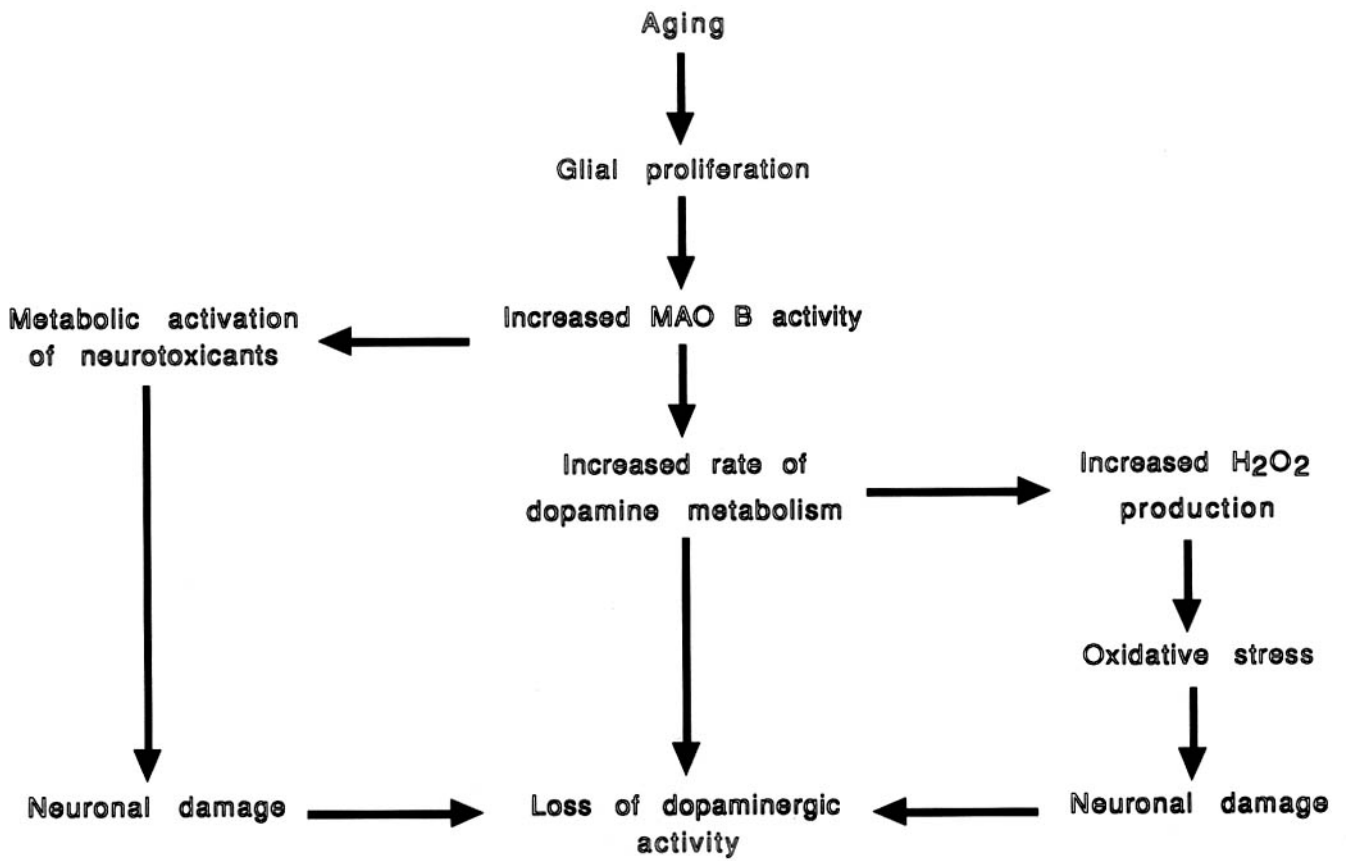 Aging
Glial proliferation
Increased MAO B activity
Metabolic activation
of neurotoxicants
Increased rate of
dopamine metabolism
Increased H2O2
production
Oxidative stress
Neuronal damage
Loss of dopaminergic
activity
Neuronal damage